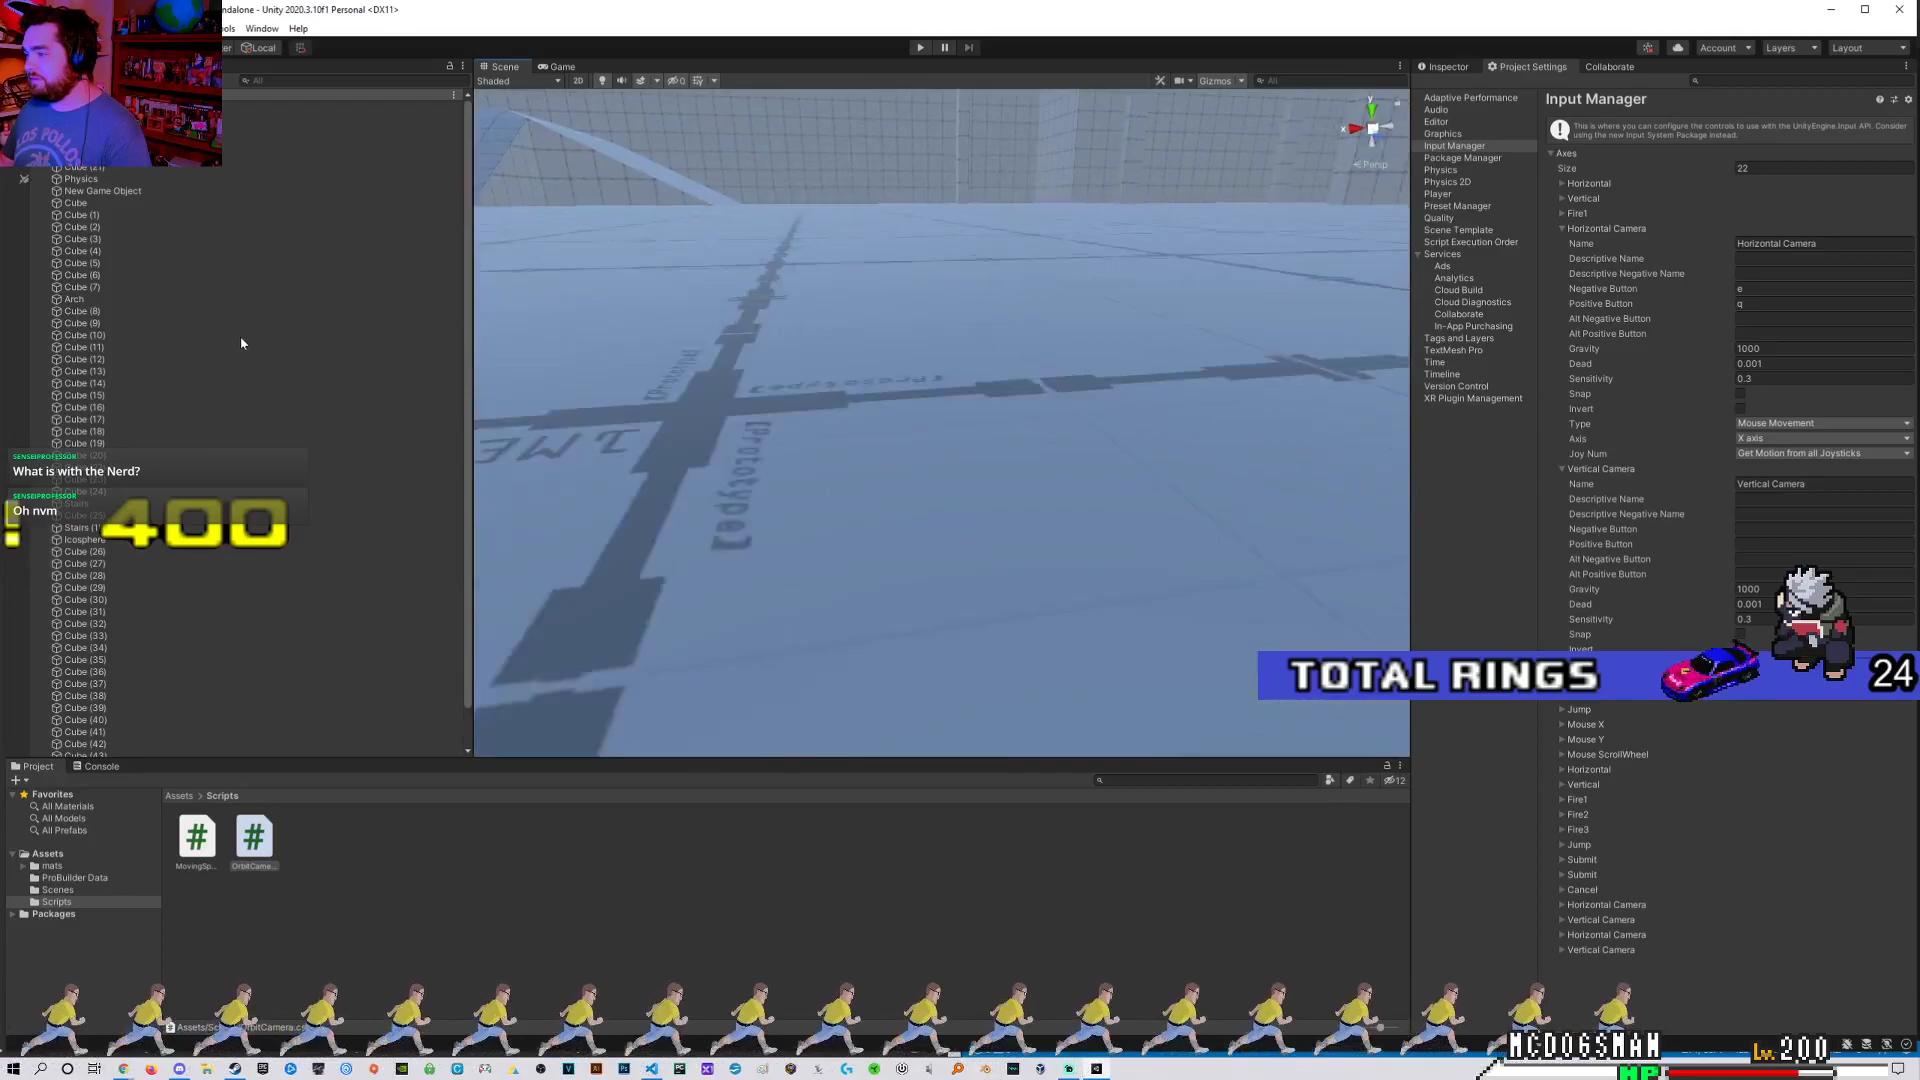 ndalone - Unity 2020.3.10f1 Personal <DX11>
Window
Help
Local
Account
Layers
Layout
All
Scene
Game
Shaded
2D
Gizmos
All
Persp
[Prototype]
Inspector
Project Settings
Collaborate
Physics
New Game Object
Cube
Cube (1)
Cube (2)
Cube (3)
Cube (4)
Cube (5)
Cube (6)
Cube (7)
Arch
Cube (8)
Cube (9)
Cube (10)
Cube (11)
Cube (12)
Cube (13)
Cube (14)
Cube (15)
Cube (16)
Cube (17)
Cube (18)
Cube (19)
SENSEIPROFESSOR
What is with the Nerd?
Cube (24)
SENSEIPROFESSOR
Oh nvm
! 400
Icosphere
Cube (26)
Cube (27)
Cube (28)
Cube (29)
Cube (30)
Cube (31)
Cube (32)
Cube (33)
Cube (34)
Cube (35)
Cube (36)
Cube (37)
Cube (38)
Cube (39)
Cube (40)
Cube (41)
Cube (42)
Adaptive Performance
Audio
Editor
Graphics
Input Manager
Package Manager
Physics
Physics 2D
Player
Preset Manager
Quality
Scene Template
Script Execution Order
Services
Ads
Analytics
Cloud Build
Cloud Diagnostics
Collaborate
In-App Purchasing
Tags and Layers
TextMesh Pro
Time
Timeline
Version Control
XR Plugin Management
Input Manager
This is where you can configure the controls to use with the UnityEngine.Input API. Consider
using the new Input System Package instead.
Axes
Size 22
Horizontal
Vertical
Fire1
Horizontal Camera
Name Horizontal Camera
Descriptive Name
Descriptive Negative Name
Negative Button e
Positive Button q
Alt Negative Button
Alt Positive Button
Gravity 1000
Dead 0.001
Sensitivity 0.3
Snap
Invert
Type Mouse Movement
Axis X axis
Joy Num Get Motion from all Joysticks
Vertical Camera
Name Vertical Camera
Descriptive Name
Descriptive Negative Name
Negative Button
Positive Button
Alt Negative Button
Alt Positive Button
Gravity 1000
Dead 0.001
Sensitivity 0.3
Snap
TOTAL RINGS 24
Jump
Mouse X
Mouse Y
Mouse ScrollWheel
Horizontal
Vertical
Fire1
Fire2
Fire3
Jump
Submit
Submit
Cancel
Horizontal Camera
Vertical Camera
Horizontal Camera
Vertical Camera
Project
Console
12
Favorites
All Materials
All Models
All Prefabs
Assets
mats
ProBuilder Data
Scenes
Scripts
Packages
Assets > Scripts
MovingSp...
OrbitCame...
MCDOGSMAN
Lv. 200
HP